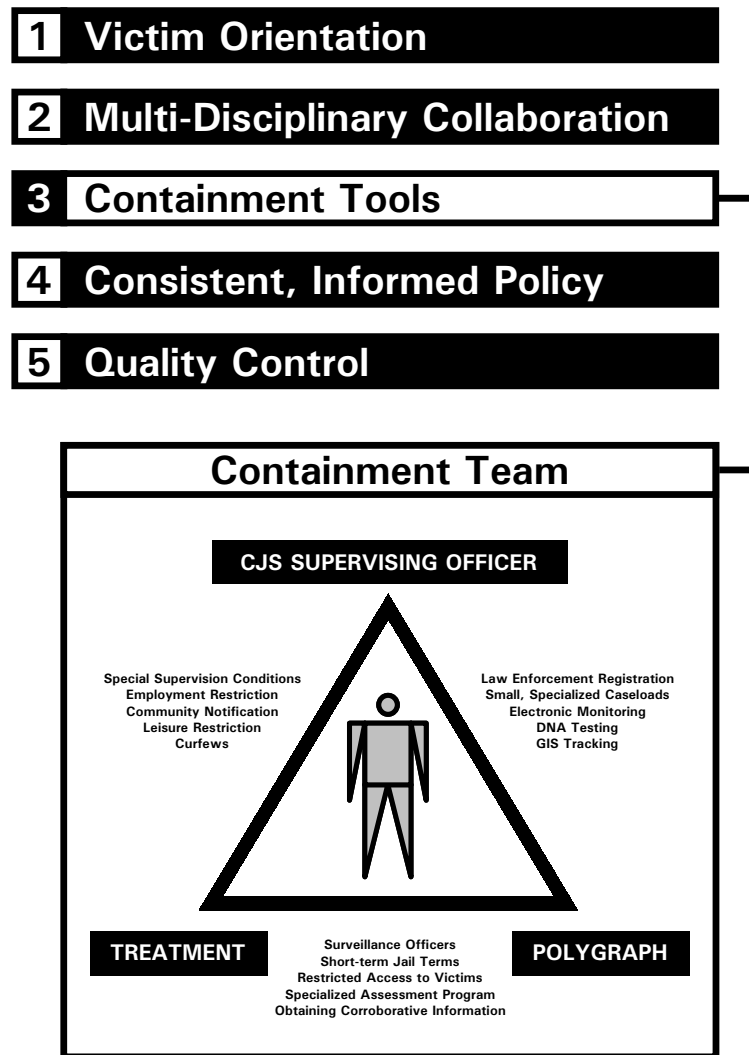 1 Victim Orientation
2 Multi-Disciplinary Collaboration
3 Containment Tools
4 Consistent, Informed Policy
5 Quality Control
Containment Team
CJS SUPERVISING OFFICER
Special Supervision Conditions
Employment Restriction
Community Notification
Leisure Restriction
Curfews
Law Enforcement Registration
Small, Specialized Caseloads
Electronic Monitoring
DNA Testing
GIS Tracking
TREATMENT
Surveillance Officers
Short-term Jail Terms
Restricted Access to Victims
Specialized Assessment Program
Obtaining Corroborative Information
POLYGRAPH